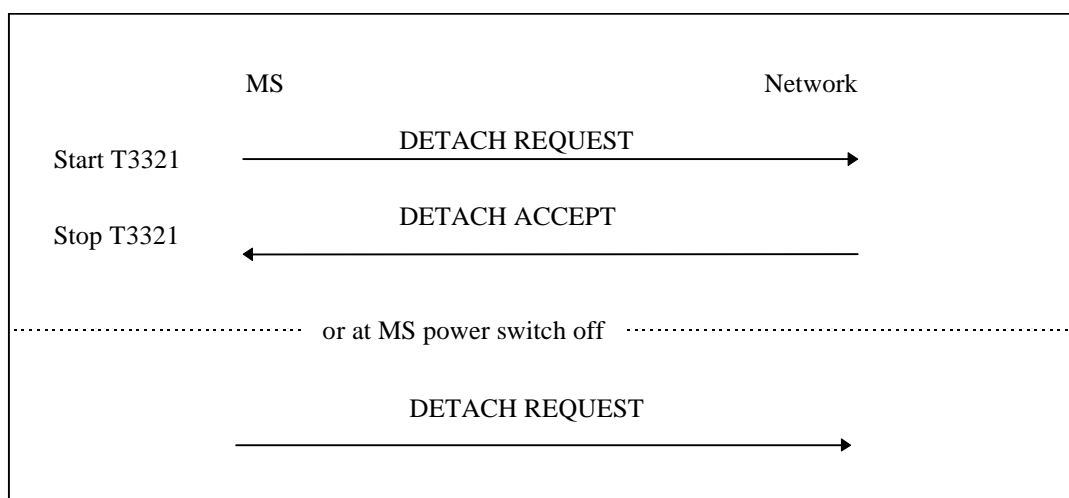 MS Network
DETACH REQUEST
Start T3321
DETACH ACCEPT
Stop T3321
or at MS power switch off
DETACH REQUEST